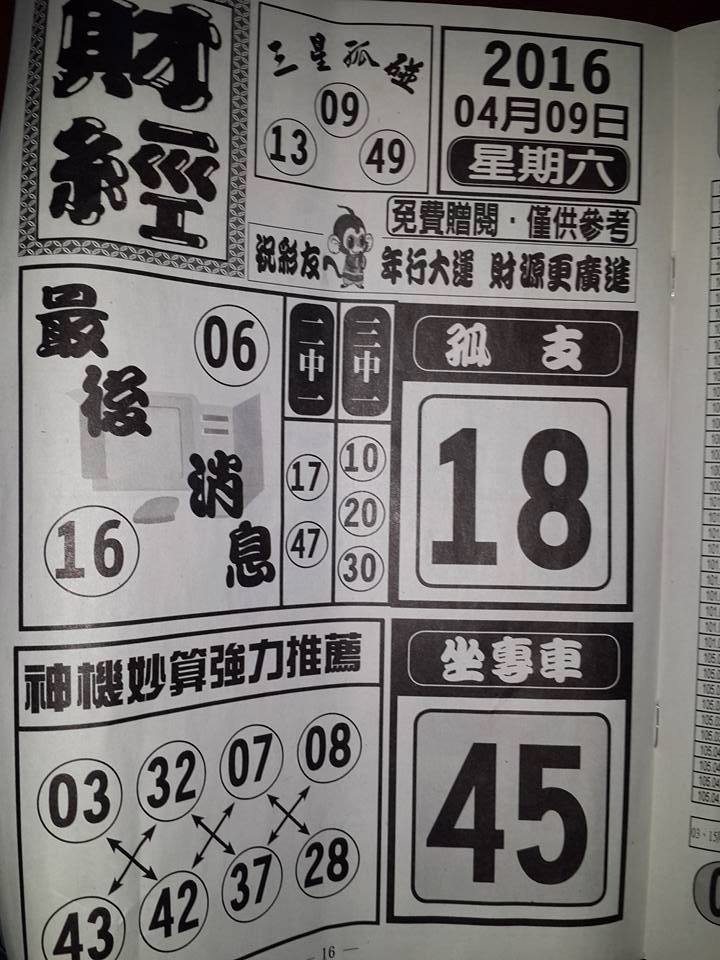 財經
三星孤碰
09
13 49
2016
04月09日
星期六
免費贈閱·僅供參考
祝彩友
年行大運 財源更廣進
最後消息
06
16
二中一
17
47
三中一
10
20
30
孤支
18
神機妙算強力推薦
03 32 07 08
43 42 37 28
坐專車
45
— 16 —